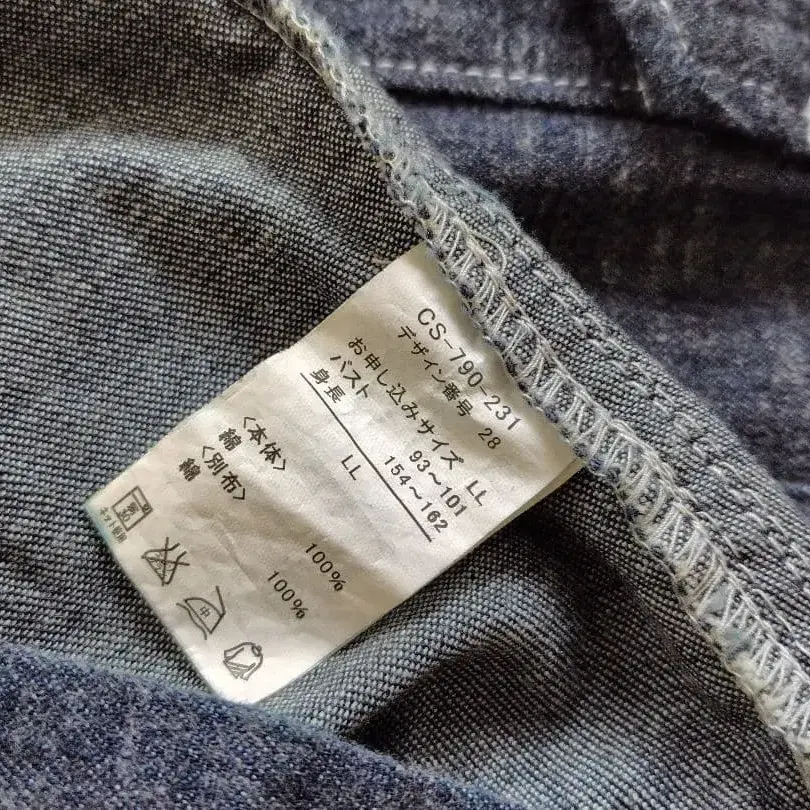 CS-790-231
デザイン番号 28
お申し込みサイズ LL
バスト 93～101
身長 154～162
LL
〈本体〉
綿 100%
〈別布〉
綿 100%
中